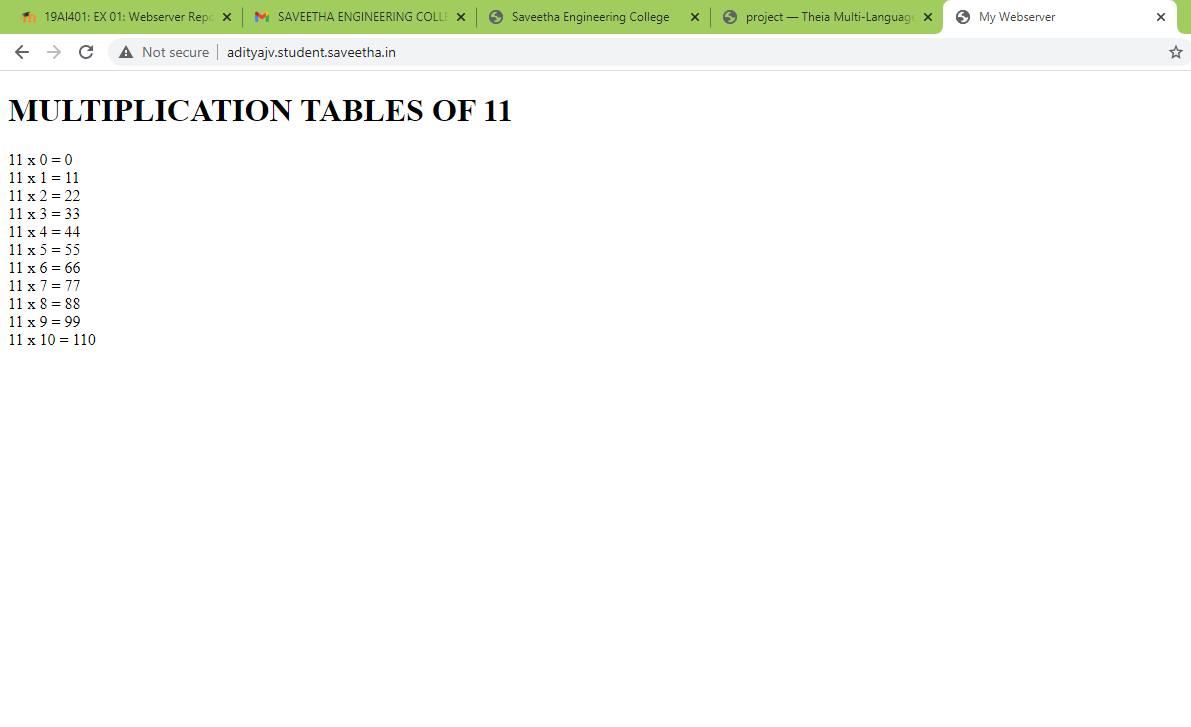 19AI401: EX 01: Webserver Repo
SAVEETHA ENGINEERING COLLE
Saveetha Engineering College
project — Theia Multi-Language
My Webserver
Not secure
adityajv.student.saveetha.in
MULTIPLICATION TABLES OF 11
11 x 0 = 0
11 x 1 = 11
11 x 2 = 22
11 x 3 = 33
11 x 4 = 44
11 x 5 = 55
11 x 6 = 66
11 x 7 = 77
11 x 8 = 88
11 x 9 = 99
11 x 10 = 110